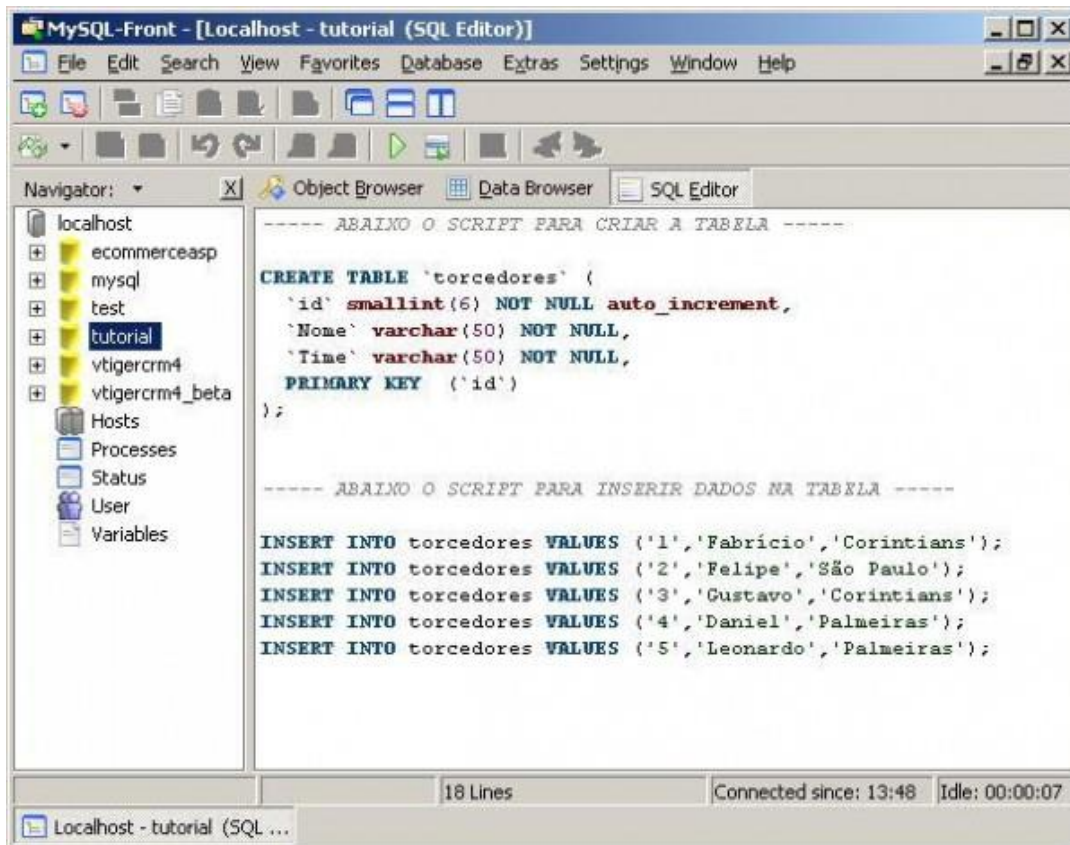 MySQL-Front - [Localhost - tutorial (SQL Editor)]
File Edit Search View Favorites Database Extras Settings Window Help
Navigator: X Object Browser Data Browser SQL Editor
localhost
ecommerceasp
mysql
test
tutorial
vtigercrm4
vtigercrm4_beta
Hosts
Processes
Status
User
Variables
----- ABAIXO O SCRIPT PARA CRIAR A TABELA -----
CREATE TABLE `torcedores` (
`id` smallint(6) NOT NULL auto_increment,
`Nome` varchar(50) NOT NULL,
`Time` varchar(50) NOT NULL,
PRIMARY KEY (`id`)
);
----- ABAIXO O SCRIPT PARA INSERIR DADOS NA TABELA -----
INSERT INTO torcedores VALUES ('1','Fabrício','Corintians');
INSERT INTO torcedores VALUES ('2','Felipe','São Paulo');
INSERT INTO torcedores VALUES ('3','Gustavo','Corintians');
INSERT INTO torcedores VALUES ('4','Daniel','Palmeiras');
INSERT INTO torcedores VALUES ('5','Leonardo','Palmeiras');
18 Lines Connected since: 13:48 Idle: 00:00:07
Localhost - tutorial (SQL ...